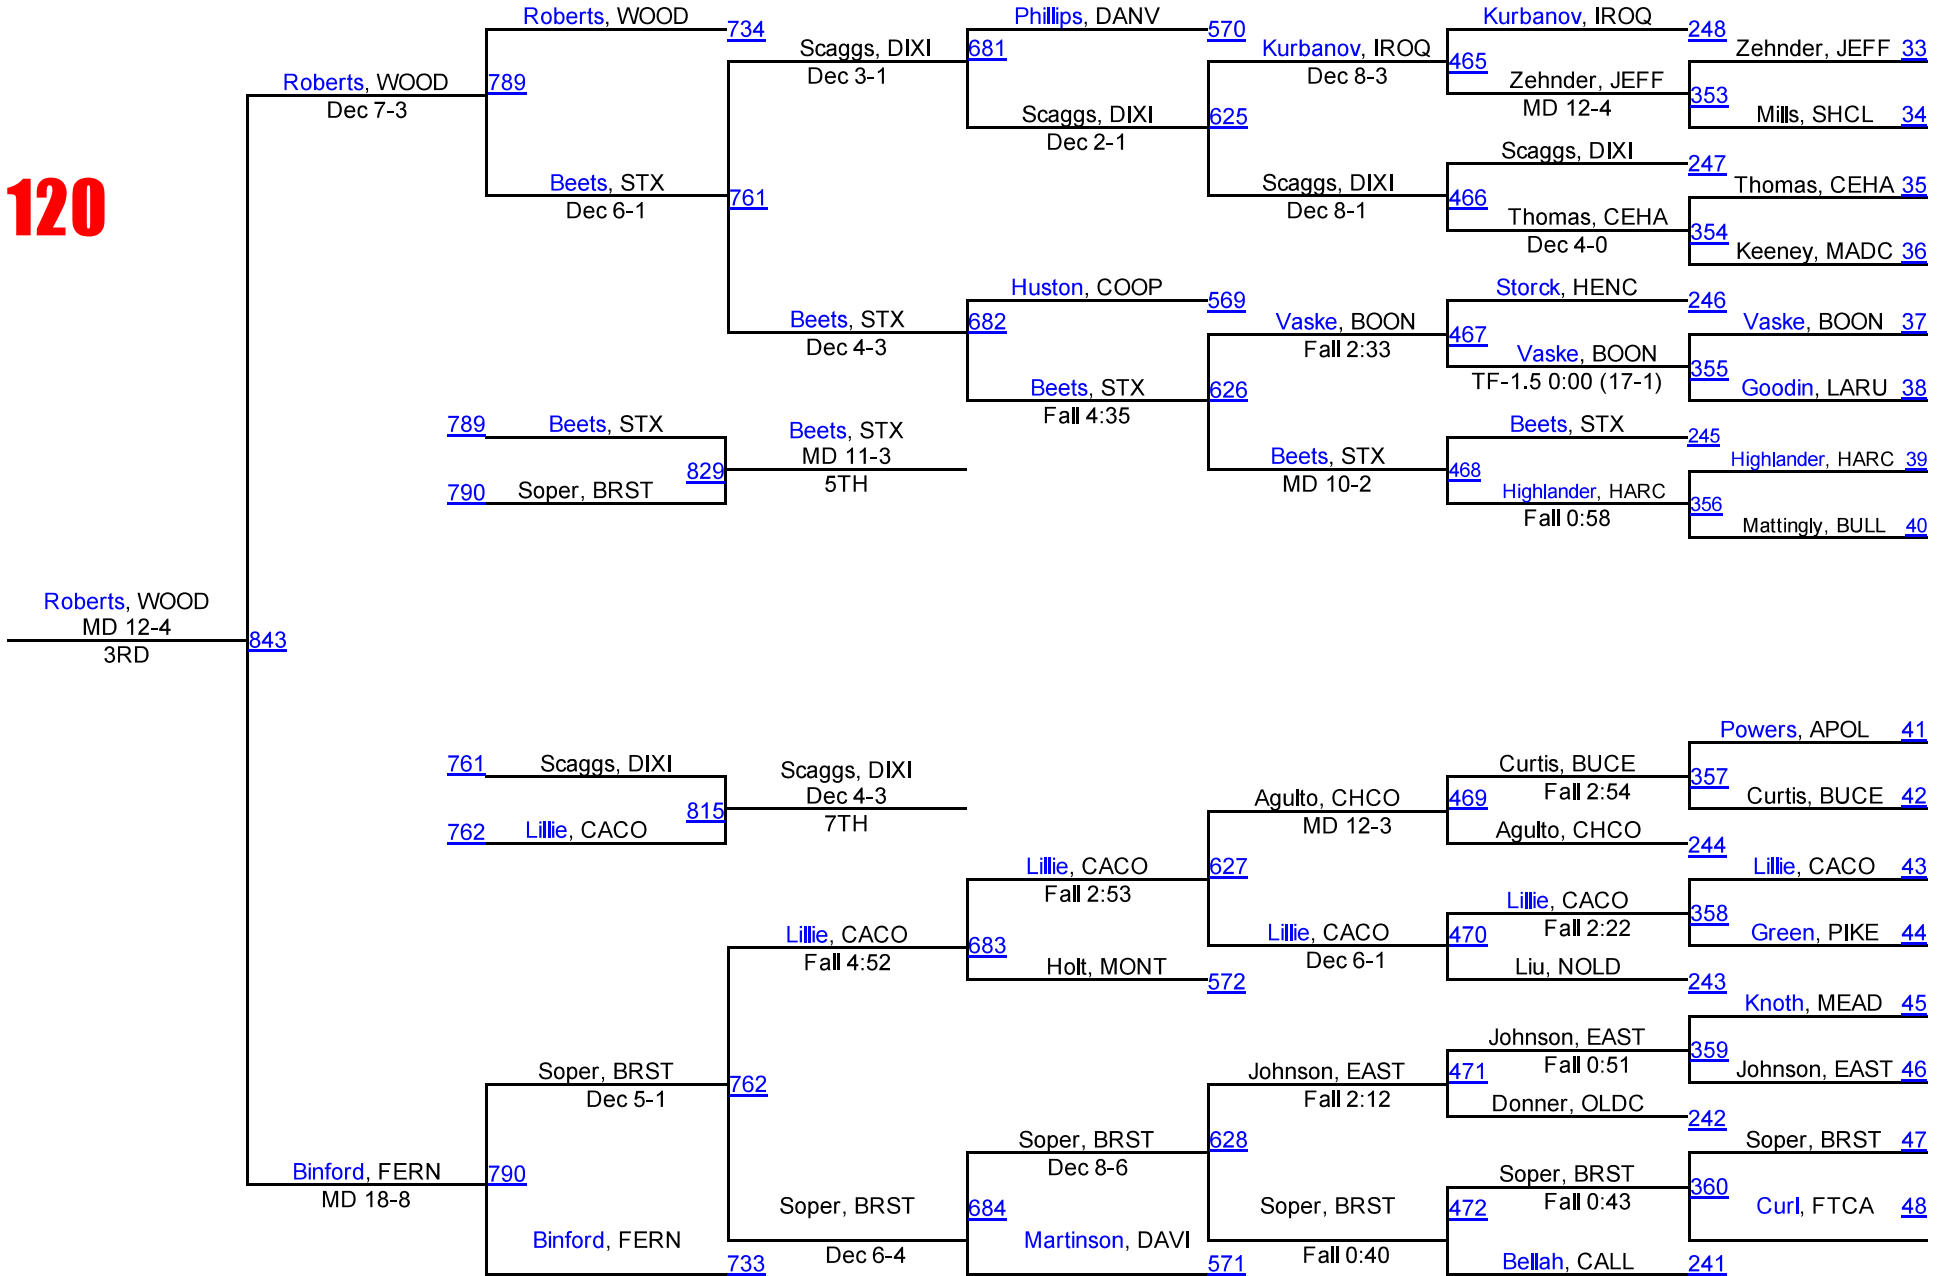 Roberts, WOOD
734
Phillips, DANV
570
Kurbanov, IROQ
248
Scaggs, DIXI
681
Kurbanov, IROQ
465
Zehnder, JEFF 33
Dec 3-1
Dec 8-3
Roberts, WOOD
789
Zehnder, JEFF
353
Dec 7-3
MD 12-4
Scaggs, DIXI
625
Mills, SHCL 34
Dec 2-1
Scaggs, DIXI
247
120
Beets, STX
761
Scaggs, DIXI
466
Thomas, CEHA 35
Dec 6-1
Dec 8-1
Thomas, CEHA
354
Dec 4-0
Keeney, MADC 36
Huston, COOP
569
Storck, HENC
246
Beets, STX
682
Vaske, BOON
467
Vaske, BOON 37
Dec 4-3
Fall 2:33
Vaske, BOON
355
TF-1.5 0:00 (17-1)
Beets, STX
626
Goodin, LARU 38
Fall 4:35
789
Beets, STX
Beets, STX
Beets, STX
245
MD 11-3
829
5TH
Beets, STX
468
Highlander, HARC 39
MD 10-2
790
Soper, BRST
Highlander, HARC
356
Fall 0:58
Mattingly, BULL 40
Roberts, WOOD
MD 12-4
843
3RD
Powers, APOL 41
761
Scaggs, DIXI
Scaggs, DIXI
Curtis, BUCE
357
Dec 4-3
Fall 2:54
815
7TH
Agulto, CHCO
469
Curtis, BUCE 42
MD 12-3
762
Lillie, CACO
Agulto, CHCO
244
Lillie, CACO
627
Lillie, CACO 43
Fall 2:53
Lillie, CACO
358
Fall 2:22
Lillie, CACO
683
Lillie, CACO
470
Green, PIKE 44
Fall 4:52
Dec 6-1
Holt, MONT
572
Liu, NOLD
243
Knoth, MEAD 45
Johnson, EAST
359
Fall 0:51
Soper, BRST
762
Johnson, EAST
471
Johnson, EAST 46
Dec 5-1
Fall 2:12
Donner, OLDC
242
Soper, BRST
628
Soper, BRST 47
Dec 8-6
Binford, FERN
790
Soper, BRST
360
MD 18-8
Fall 0:43
Soper, BRST
684
Soper, BRST
472
Curl, FTCA 48
Binford, FERN
733
Dec 6-4
Martinson, DAVI
571
Fall 0:40
Bellah, CALL
241